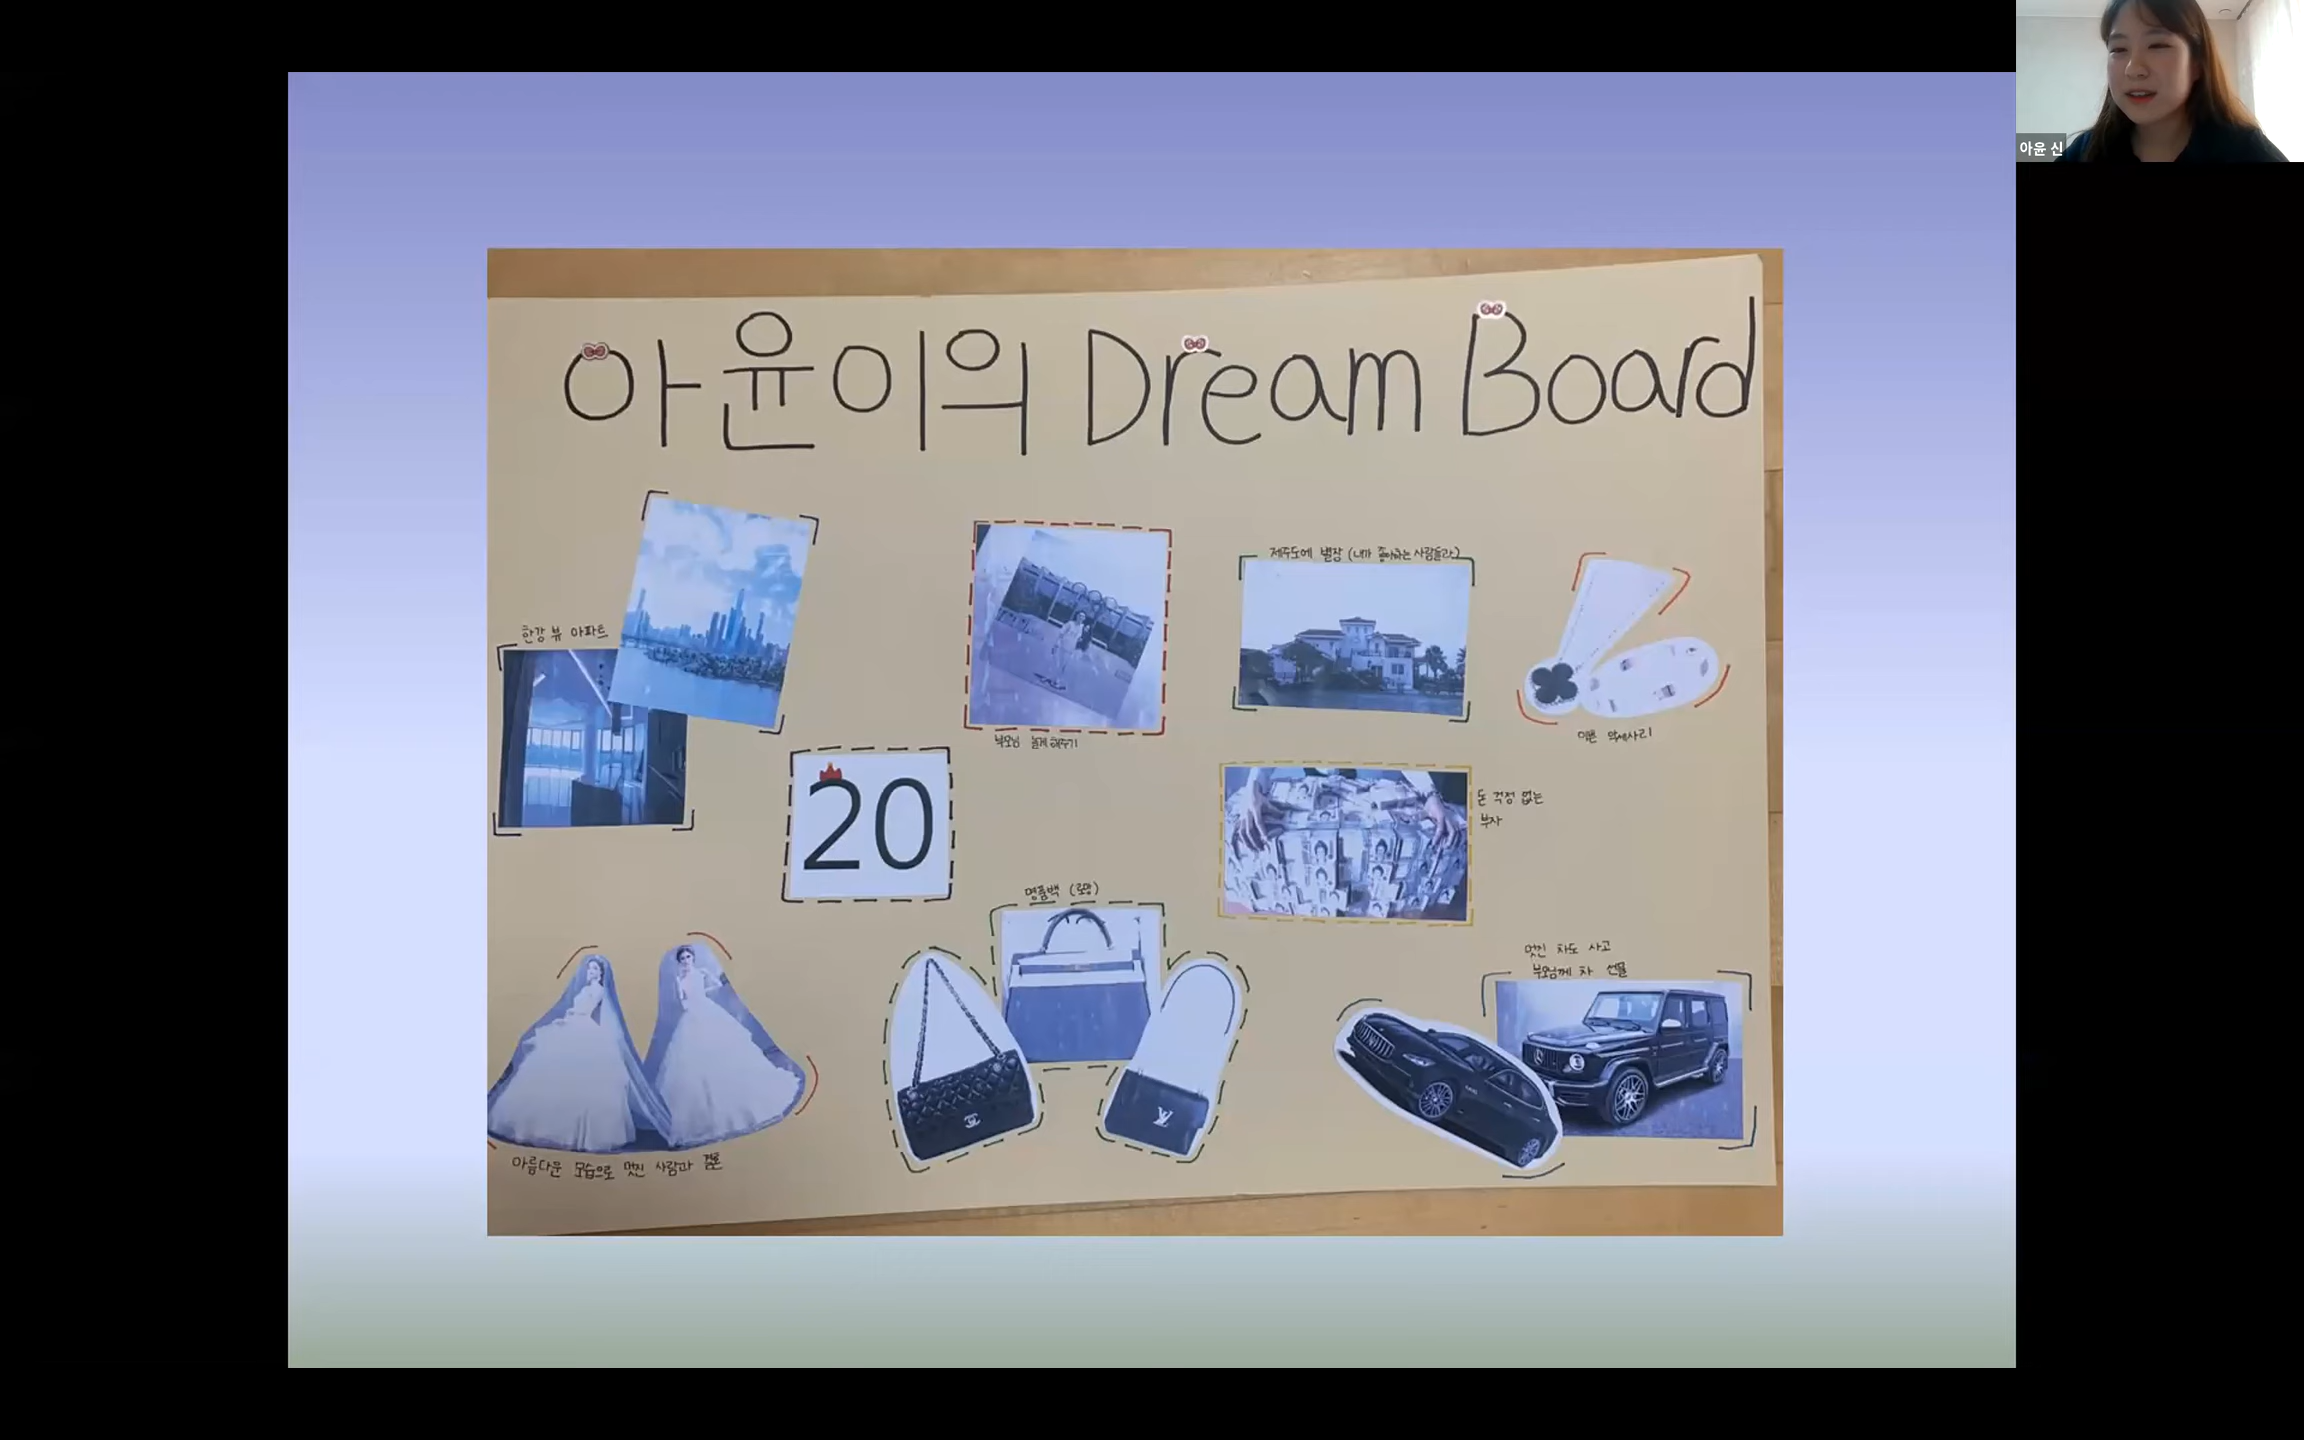 아윤 신
아윤이의 Dream Board
한강 뷰 아파트
부모님 놀게 해주기
제주도에 별장 (내가 좋아하는 사람들과)
이쁜 악세사리
20
돈 걱정 없는
부자
명품백 (로망)
멋진 차도 사고
부모님께 차 선물
아름다운 모습으로 멋진 사람과 결혼